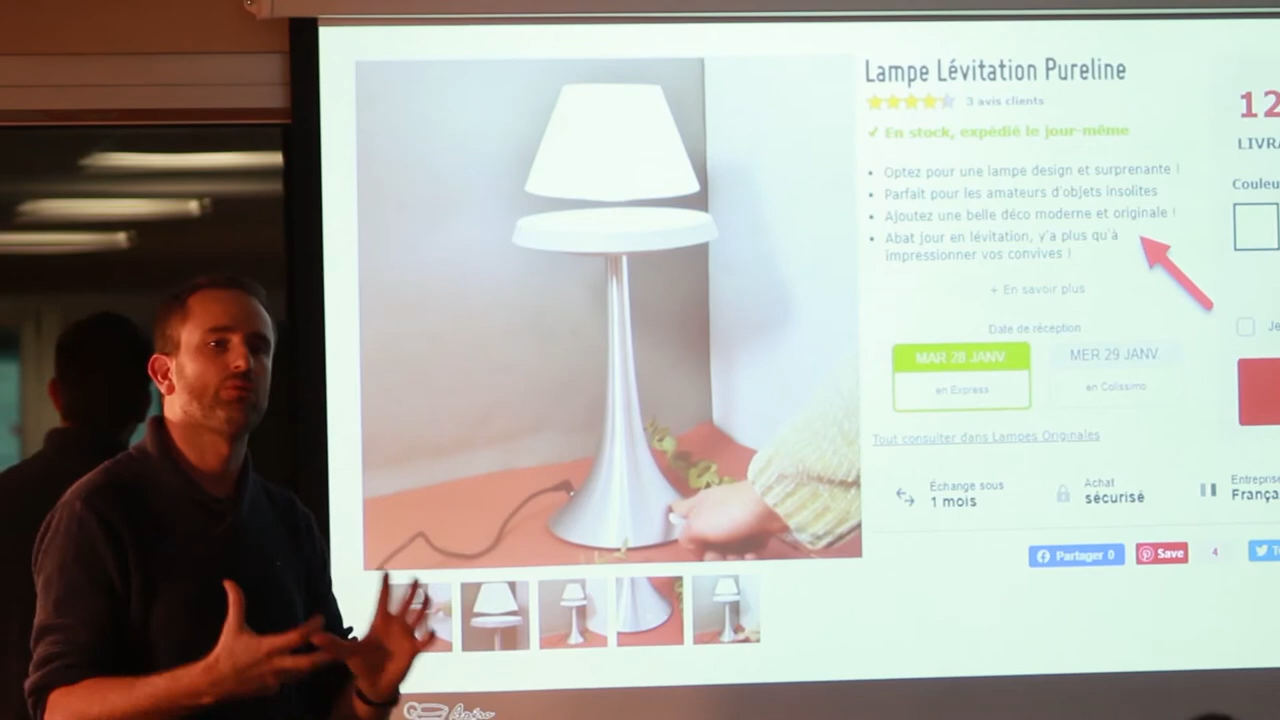 Lampe Lévitation Pureline
3 avis clients
✔ En stock, expédié le jour-même
• Optez pour une lampe design et surprenante !
• Parfait pour les amateurs d'objets insolites
• Ajoutez une belle déco moderne et originale !
• Abat jour en lévitation, y'a plus qu'à
impressionner vos convives !
+ En savoir plus
Date de réception
MAR 28 JANV
en Express
MER 29 JANV
en Colissimo
Tout consulter dans Lampes Originales
Échange sous
1 mois
Achat
sécurisé
Entreprise
França
Partager 0
Save
4
12
LIVRA
Couleu
Je
Apéro